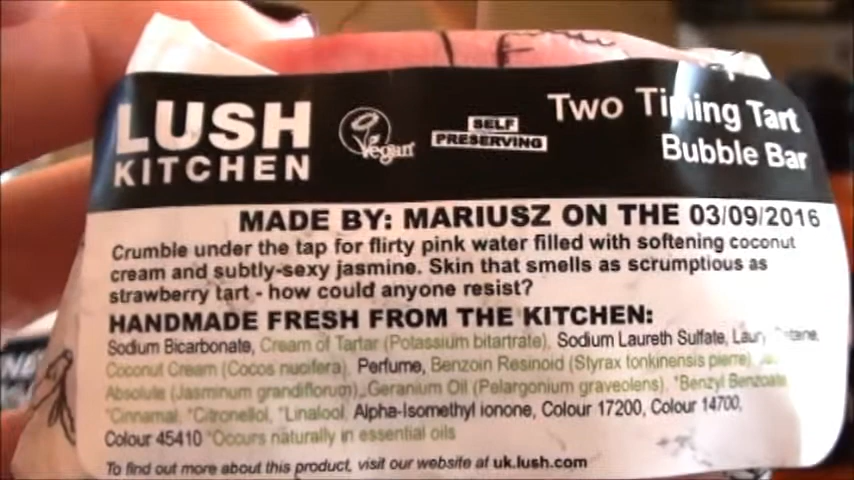 LUSH
KITCHEN
Vegan
SELF
PRESERVING
Two Timing Tart
Bubble Bar
MADE BY: MARIUSZ ON THE 03/09/2016
Crumble under the tap for flirty pink water filled with softening coconut
cream and subtly-sexy jasmine. Skin that smells as scrumptious as
strawberry tart - how could anyone resist?
HANDMADE FRESH FROM THE KITCHEN:
Sodium Bicarbonate, Cream of Tartar (Potassium bitartrate), Sodium Laureth Sulfate,
Coconut Cream (Cocos nucifera), Perfume, Benzoin Resinoid (Styrax tonkinensis pierre),
Absolute (Jasminum grandiflorum), Geranium Oil (Pelargonium graveolens), *Benzyl Benzoate
*Cinnamal, *Citronellol, *Linalool, Alpha-Isomethyl Ionone, Colour 17200, Colour 14700,
Colour 45410 *Occurs naturally in essential oils
To find out more about this product, visit our website at uk.lush.com